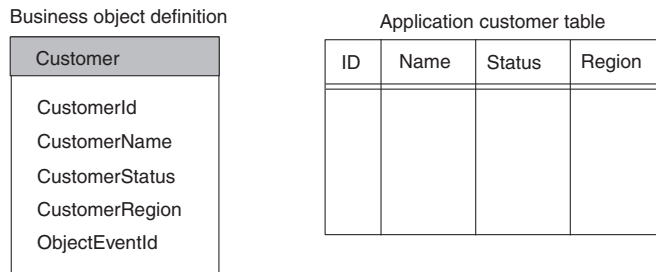 Business object definition
Customer
CustomerId
CustomerName
CustomerStatus
CustomerRegion
ObjectEventId
Application customer table
ID Name Status Region